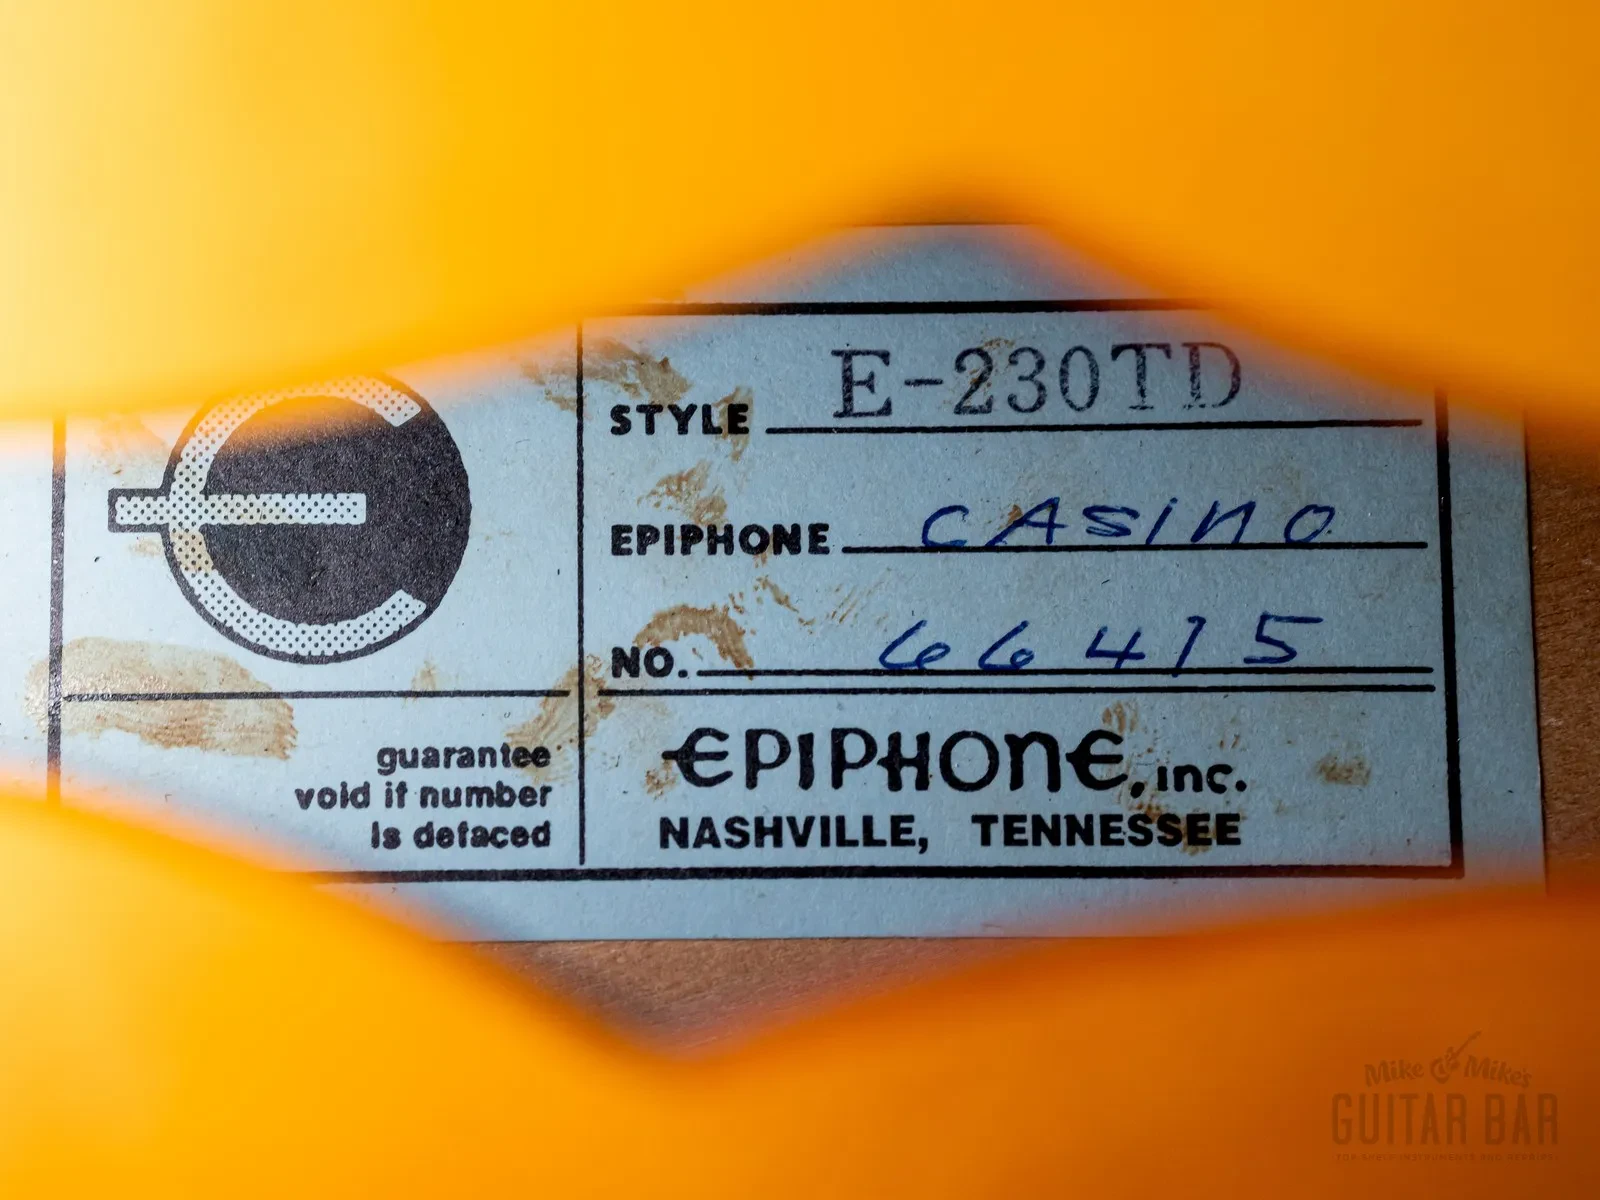 STYLE E-230TD
EPIPHONE CASINO
NO. 66415
guarantee
void if number
is defaced
EPIPHONE, inc.
NASHVILLE, TENNESSEE
Mike & Mike's
GUITAR BAR